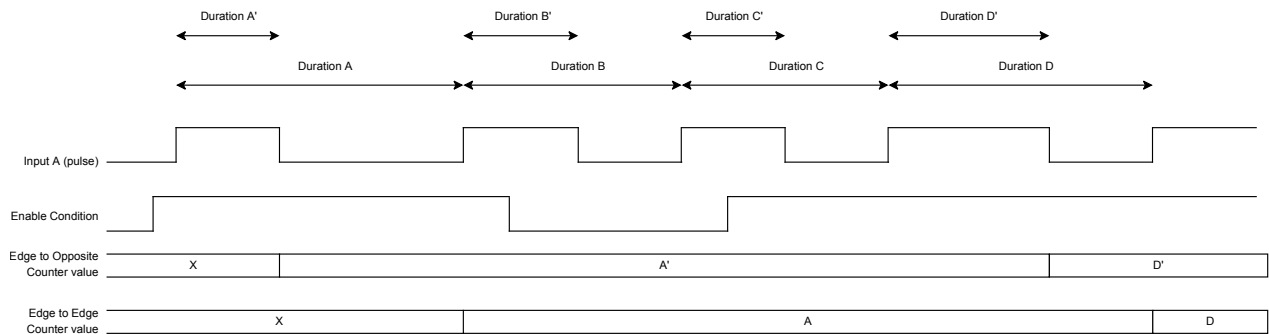 Duration A'
Duration B'
Duration C'
Duration D'
Duration A
Duration B
Duration C
Duration D
Input A (pulse)
Enable Condition
Edge to Opposite
Counter value
X
A'
D'
Edge to Edge
Counter value
X
A
D